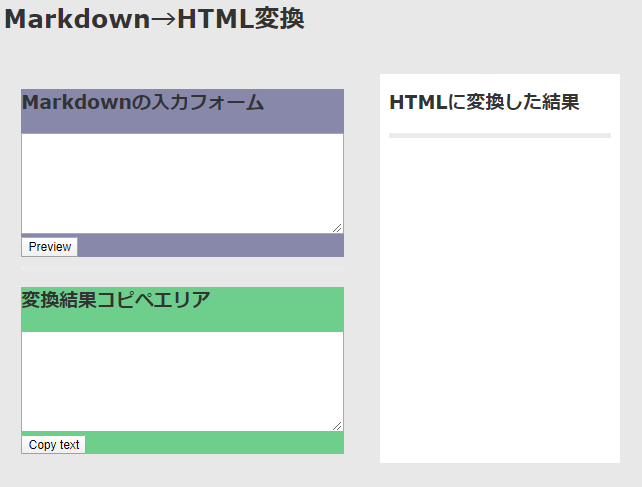 Markdown→HTML変換
Markdownの入力フォーム
Preview
変換結果コピペエリア
Copy text
HTMLに変換した結果